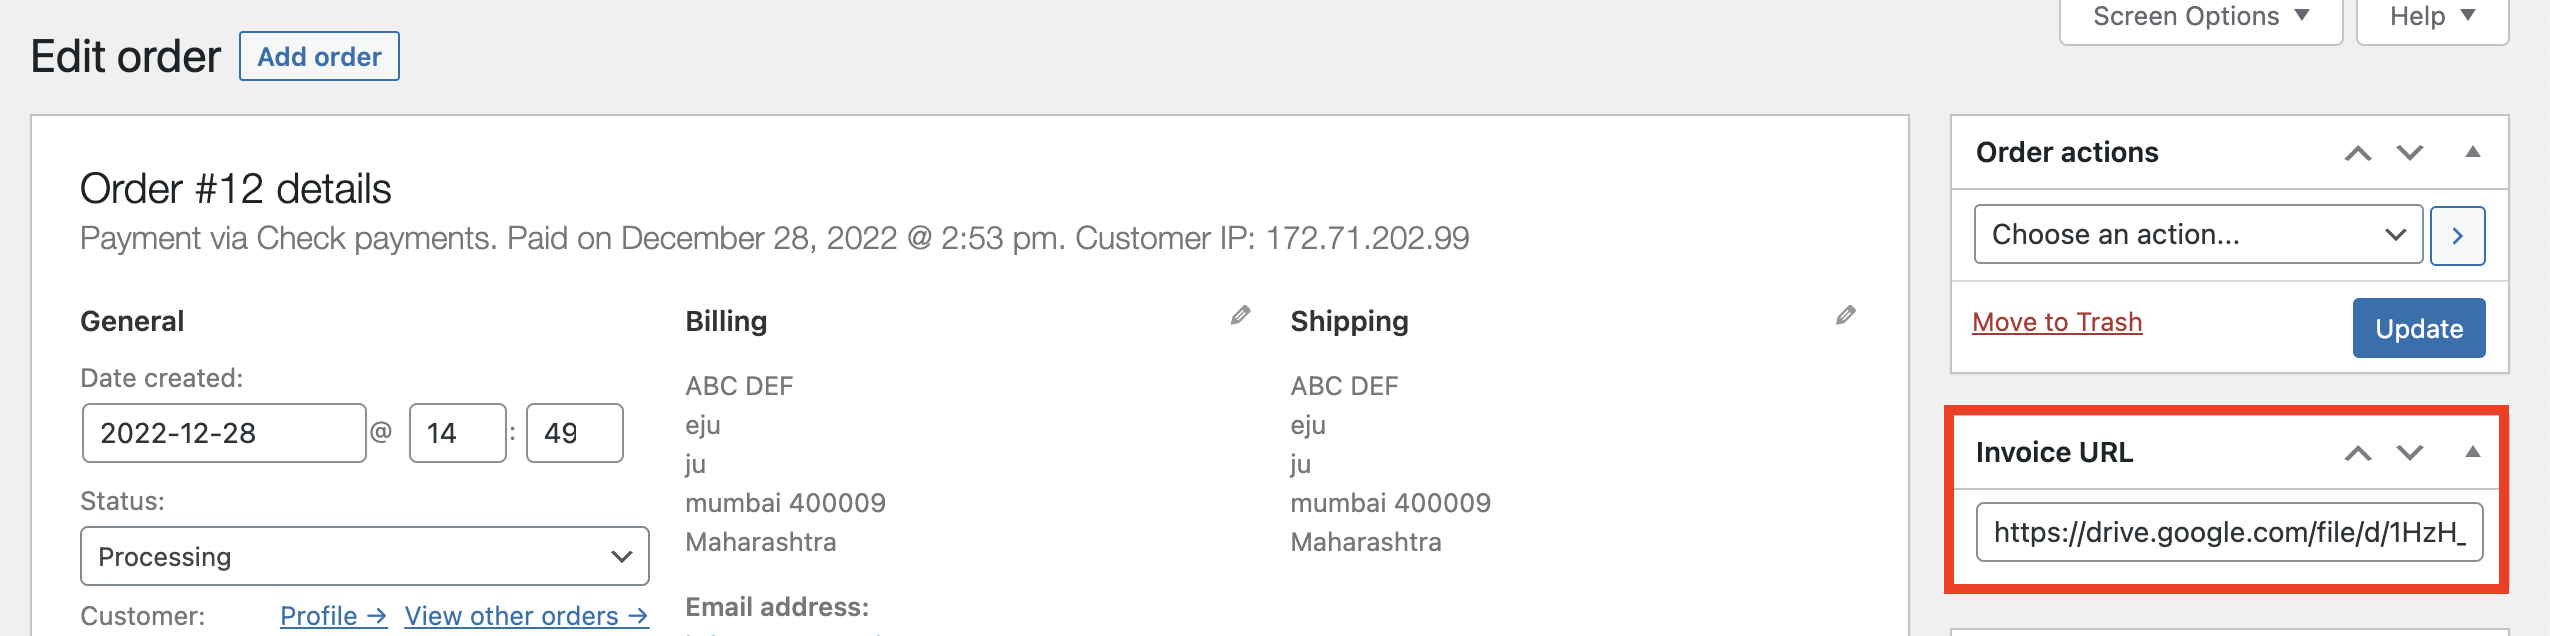 Screen Options
Help
Edit order
Add order
Order #12 details
Payment via Check payments. Paid on December 28, 2022 @ 2:53 pm. Customer IP: 172.71.202.99
General
Date created:
2022-12-28 @ 14 : 49
Status:
Processing
Customer: Profile → View other orders →
Billing
ABC DEF
eju
ju
mumbai 400009
Maharashtra
Email address:
Shipping
ABC DEF
eju
ju
mumbai 400009
Maharashtra
Order actions
Choose an action...
Move to Trash
Update
Invoice URL
https://drive.google.com/file/d/1HzH_